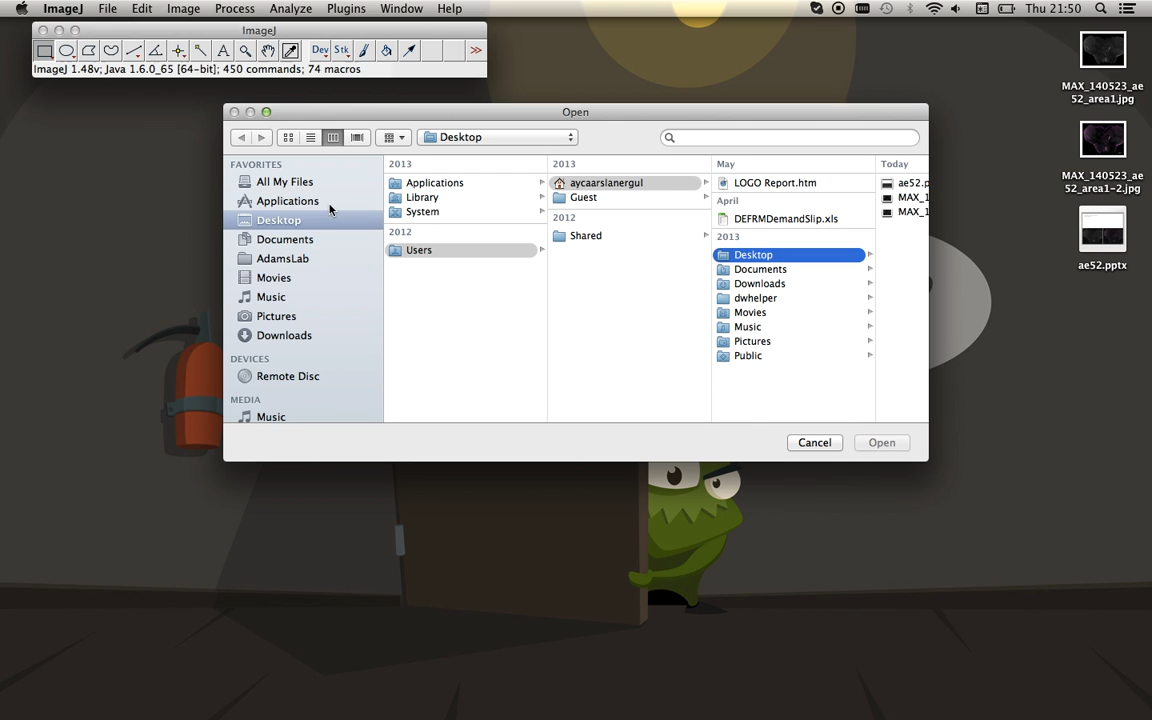 ImageJ File Edit Image Process Analyze Plugins Window Help Thu 21:50
ImageJ
Dev Stk >>
ImageJ 1.48v; Java 1.6.0_65 [64-bit]; 450 commands; 74 macros
MAX_140523_ae
52_area1.jpg
MAX_140523_ae
52_area1-2.jpg
ae52.pptx
Open
Desktop
FAVORITES
All My Files
Applications
Desktop
Documents
AdamsLab
Movies
Music
Pictures
Downloads
DEVICES
Remote Disc
MEDIA
Music
2013
Applications
Library
System
2012
Users
2013
aycaarslanergul
Guest
2012
Shared
May
LOGO Report.htm
April
DEFRMDemandSlip.xls
2013
Desktop
Documents
Downloads
dwhelper
Movies
Music
Pictures
Public
Today
ae52.p
MAX_1
MAX_1
Cancel Open